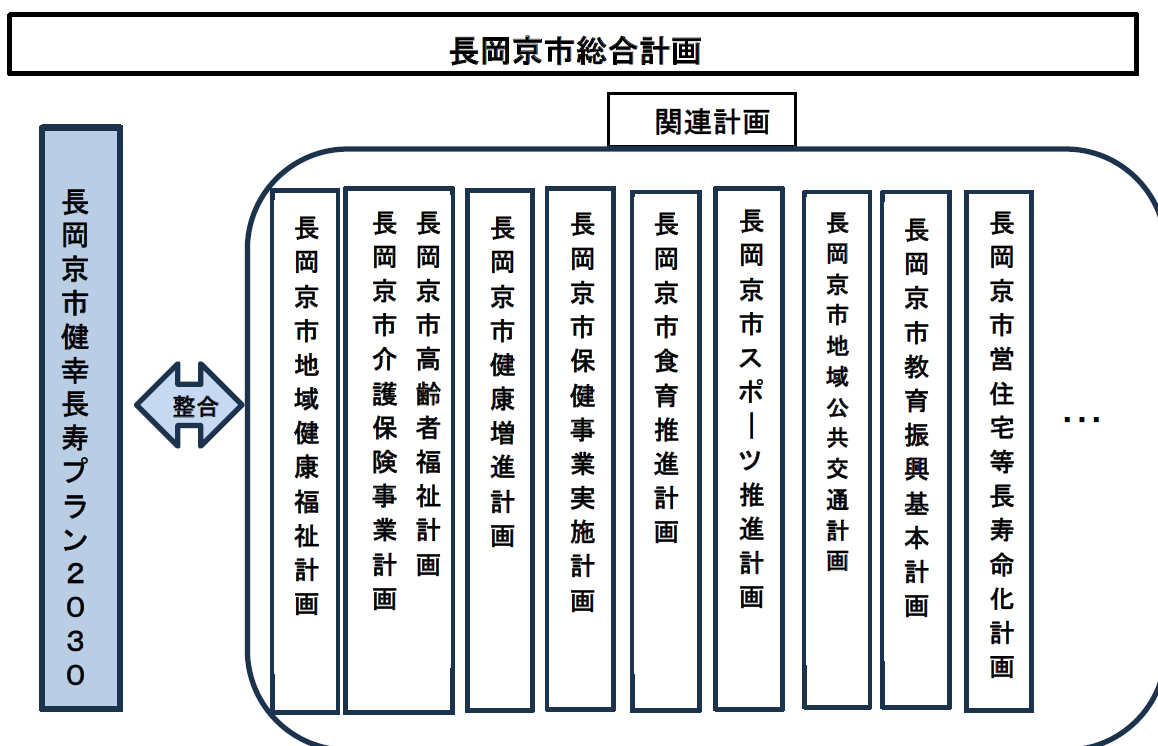 長岡京市総合計画
関連計画
長岡京市健幸長寿プラン２０３０
整合
長岡京市地域健康福祉計画
長岡京市高齢者福祉計画
長岡京市介護保険事業計画
長岡京市健康増進計画
長岡京市保健事業実施計画
長岡京市食育推進計画
長岡京市スポーツ推進計画
長岡京市地域公共交通計画
長岡京市教育振興基本計画
長岡京市営住宅等長寿命化計画
…